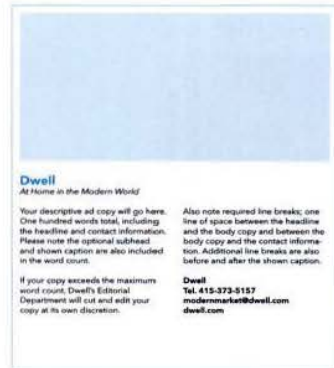 Dwell
At Home in the Modern World
Your descriptive ad copy will go here.
One hundred words total, including
the headline and contact information.
Please note the optional subhead
and shown caption are also included
in the word count.
If your copy exceeds the maximum
word count, Dwell's Editorial
Department will cut and edit your
copy at its own discretion.
Also note required line breaks; one
line of space between the headline
and the body copy and between the
body copy and the contact informa-
tion. Additional line breaks are also
before and after the shown caption.
Dwell
Tel. 415-373-5157
modernmarket@dwell.com
dwell.com